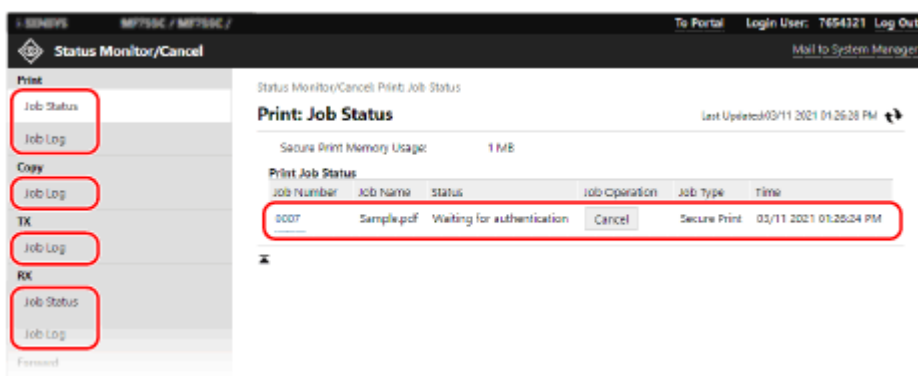 i-SENSYS MF755C / MF755C / To Portal Login User: 7654321 Log Out
Status Monitor/Cancel Mail to System Manager
Print
Job Status
Job Log
Copy
Job Log
TX
Job Log
RX
Job Status
Job Log
Forward
Status Monitor/Cancel: Print: Job Status
Print: Job Status Last Updated:03/11 2021 01:26:28 PM
Secure Print Memory Usage: 1 MB
Print Job Status
Job Number Job Name Status Job Operation Job Type Time
0007 Sample.pdf Waiting for authentication Cancel Secure Print 03/11 2021 01:26:24 PM